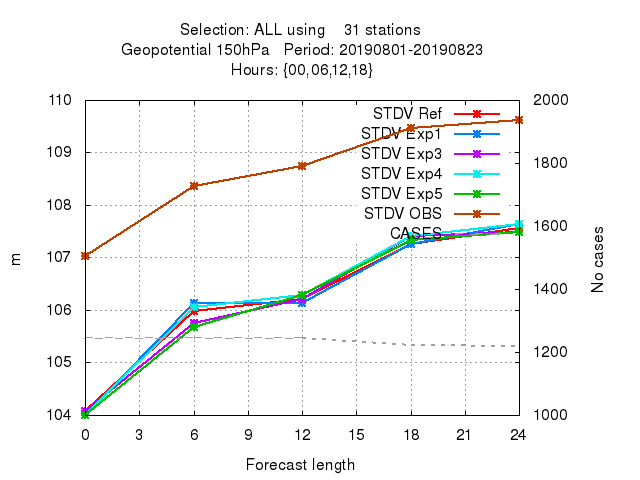 Selection: ALL using 31 stations
Geopotential 150hPa Period: 20190801-20190823
Hours: {00,06,12,18}
110
109
108
107
106
105
104
m
2000
1800
1600
1400
1200
1000
No cases
STDV Ref
STDV Exp1
STDV Exp3
STDV Exp4
STDV Exp5
STDV OBS
CASES
0 3 6 9 12 15 18 21 24
Forecast length